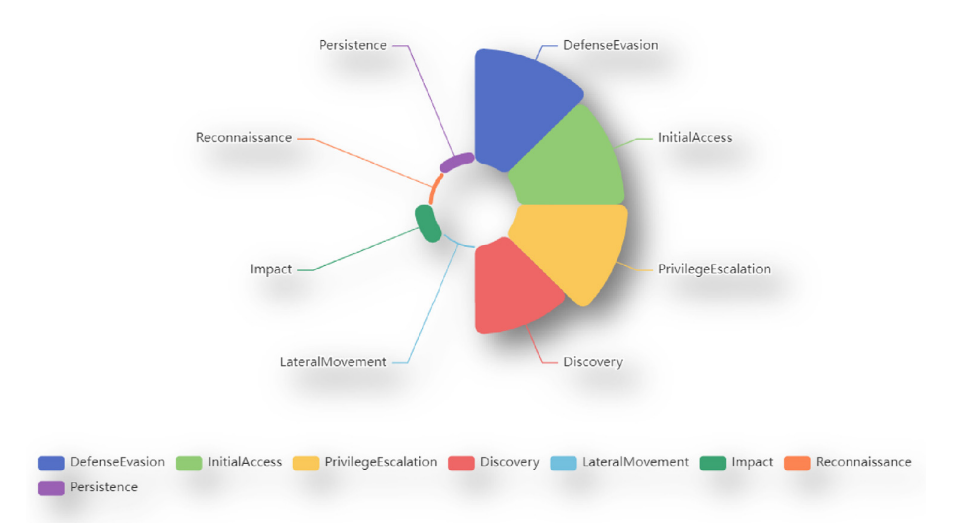 Persistence
DefenseEvasion
Reconnaissance
InitialAccess
Impact
PrivilegeEscalation
LateralMovement
Discovery
DefenseEvasion InitialAccess PrivilegeEscalation Discovery LateralMovement Impact Reconnaissance
Persistence